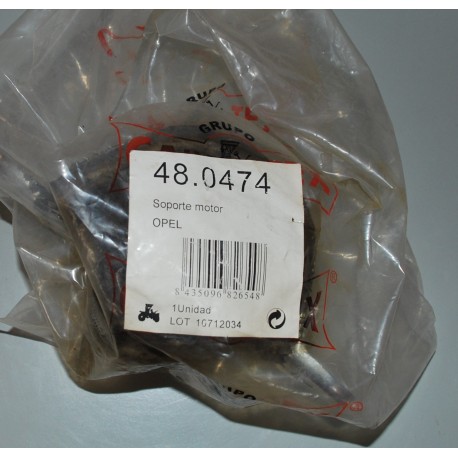 GRUPO
48.0474
Soporte motor
OPEL
8 435096 826548
1Unidad
LOT 10712034